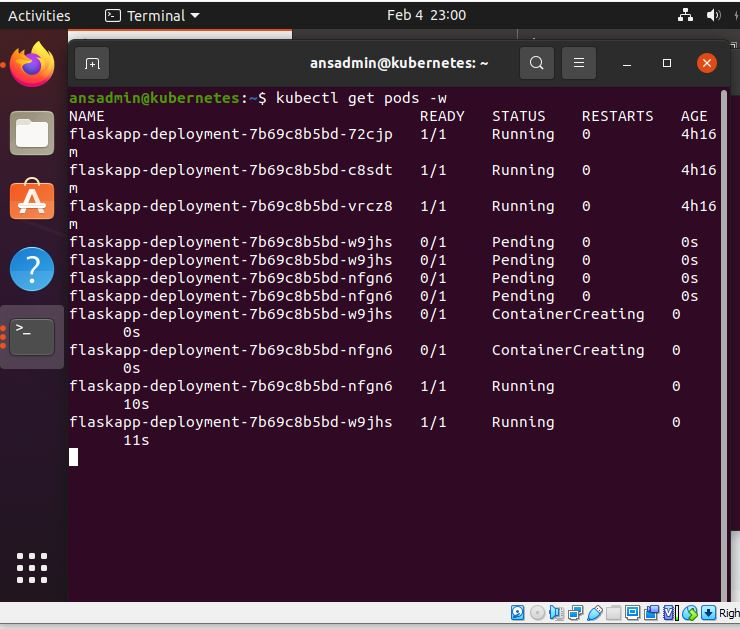 Activities Terminal Feb 4 23:00
ansadmin@kubernetes: ~
ansadmin@kubernetes:~$ kubectl get pods -w
NAME READY STATUS RESTARTS AGE
flaskapp-deployment-7b69c8b5bd-72cjp 1/1 Running 0 4h16
m
flaskapp-deployment-7b69c8b5bd-c8sdt 1/1 Running 0 4h16
m
flaskapp-deployment-7b69c8b5bd-vrcz8 1/1 Running 0 4h16
m
flaskapp-deployment-7b69c8b5bd-w9jhs 0/1 Pending 0 0s
flaskapp-deployment-7b69c8b5bd-w9jhs 0/1 Pending 0 0s
flaskapp-deployment-7b69c8b5bd-nfgn6 0/1 Pending 0 0s
flaskapp-deployment-7b69c8b5bd-nfgn6 0/1 Pending 0 0s
flaskapp-deployment-7b69c8b5bd-w9jhs 0/1 ContainerCreating 0
0s
flaskapp-deployment-7b69c8b5bd-nfgn6 0/1 ContainerCreating 0
0s
flaskapp-deployment-7b69c8b5bd-nfgn6 1/1 Running 0
10s
flaskapp-deployment-7b69c8b5bd-w9jhs 1/1 Running 0
11s
Righ